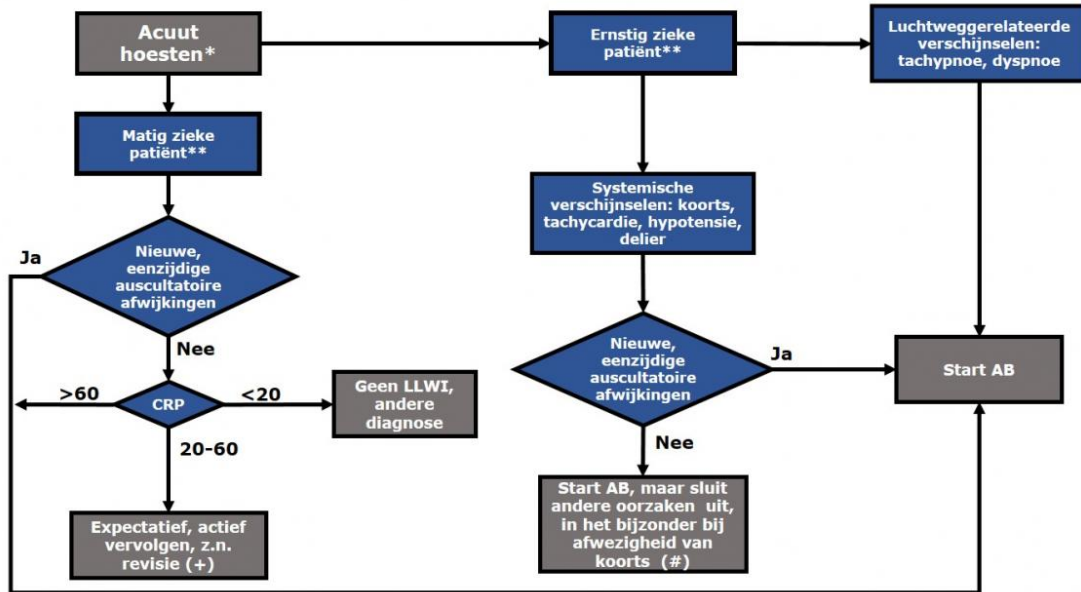 Acuut
hoesten*
Ernstig zieke
patiënt**
Luchtweggerelateerde
verschijnselen:
tachypnoe, dyspnoe
Matig zieke
patiënt**
Systemische
verschijnselen: koorts,
tachycardie, hypotensie,
delier
Ja
Nieuwe,
eenzijdige
auscultatoire
afwijkingen
Nee
>60
CRP
<20
Geen LLWI,
andere
diagnose
20-60
Expectatief, actief
vervolgen, z.n.
revisie (+)
Nieuwe,
eenzijdige
auscultatoire
afwijkingen
Ja
Start AB
Nee
Start AB, maar sluit
andere oorzaken uit,
in het bijzonder bij
afwezigheid van
koorts (#)